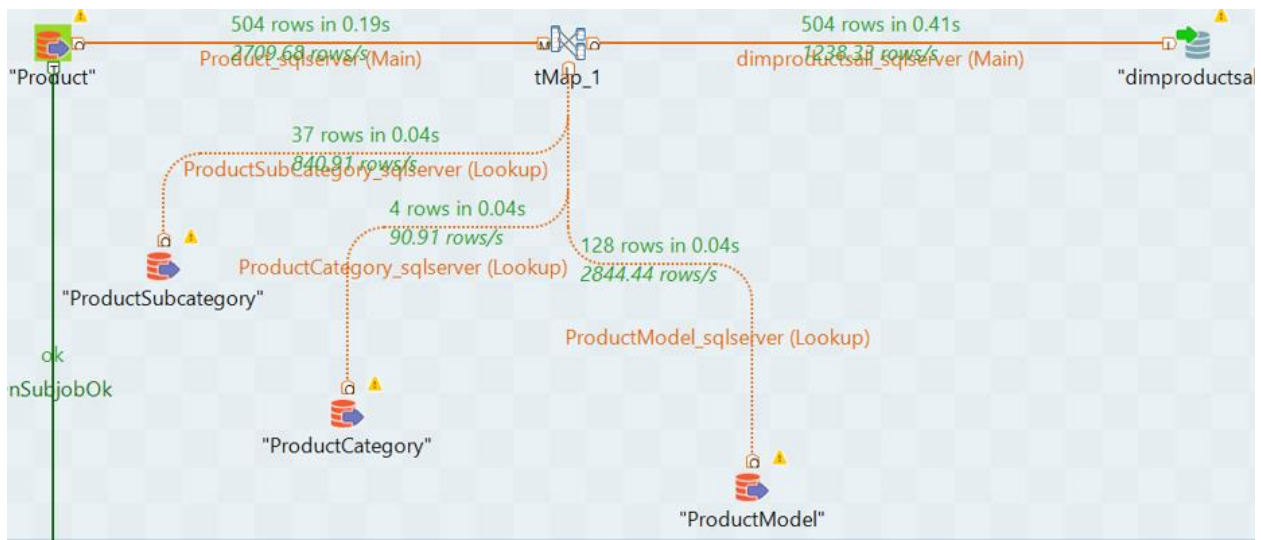 504 rows in 0.19s
2709.68 rows/s
Product_sqlserver (Main)
"Product"
tMap_1
504 rows in 0.41s
1238.33 rows/s
dimproductsall_sqlserver (Main)
"dimproductsal
37 rows in 0.04s
840.91 rows/s
ProductSubCategory_sqlserver (Lookup)
4 rows in 0.04s
90.91 rows/s
ProductCategory_sqlserver (Lookup)
128 rows in 0.04s
2844.44 rows/s
"ProductSubcategory"
ProductModel_sqlserver (Lookup)
ok
nSubjobOk
"ProductCategory"
"ProductModel"